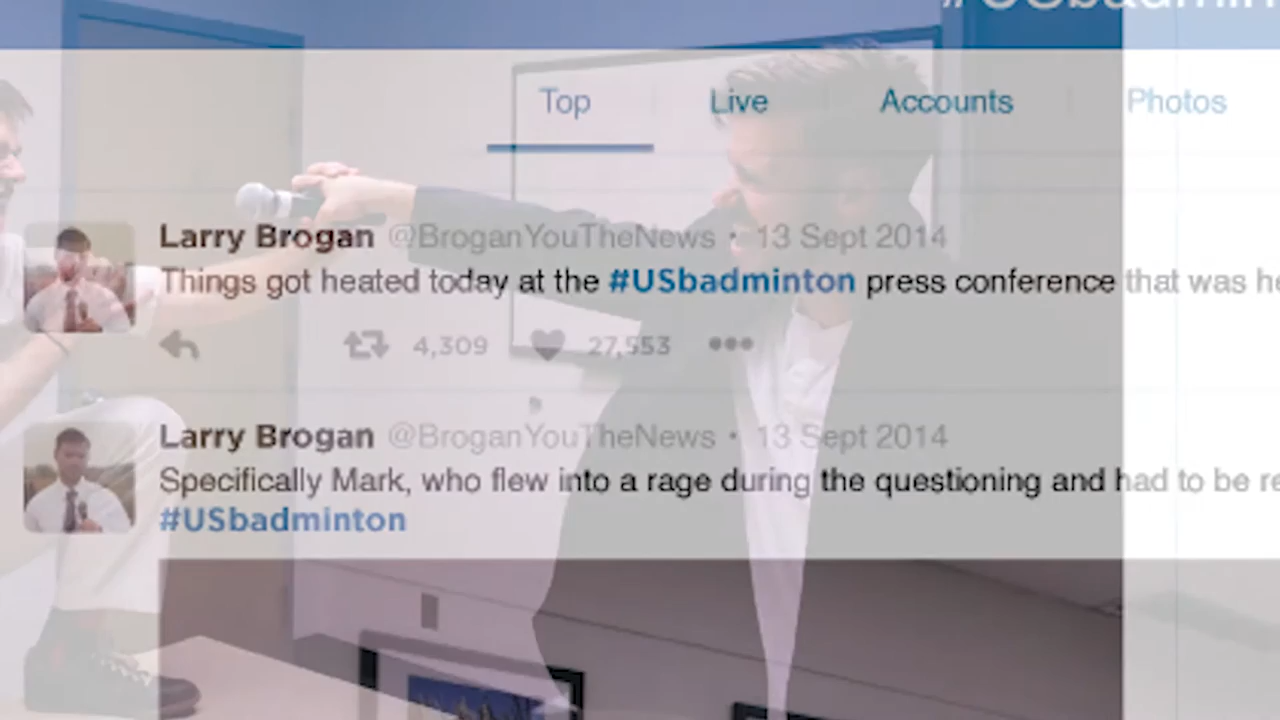 Top Live Accounts Photos
Larry Brogan @BroganYouTheNews · 13 Sept 2014
Things got heated today at the #USbadminton press conference that was
4,309 27,553
Larry Brogan @BroganYouTheNews · 13 Sept 2014
Specifically Mark, who flew into a rage during the questioning and had to be
#USbadminton